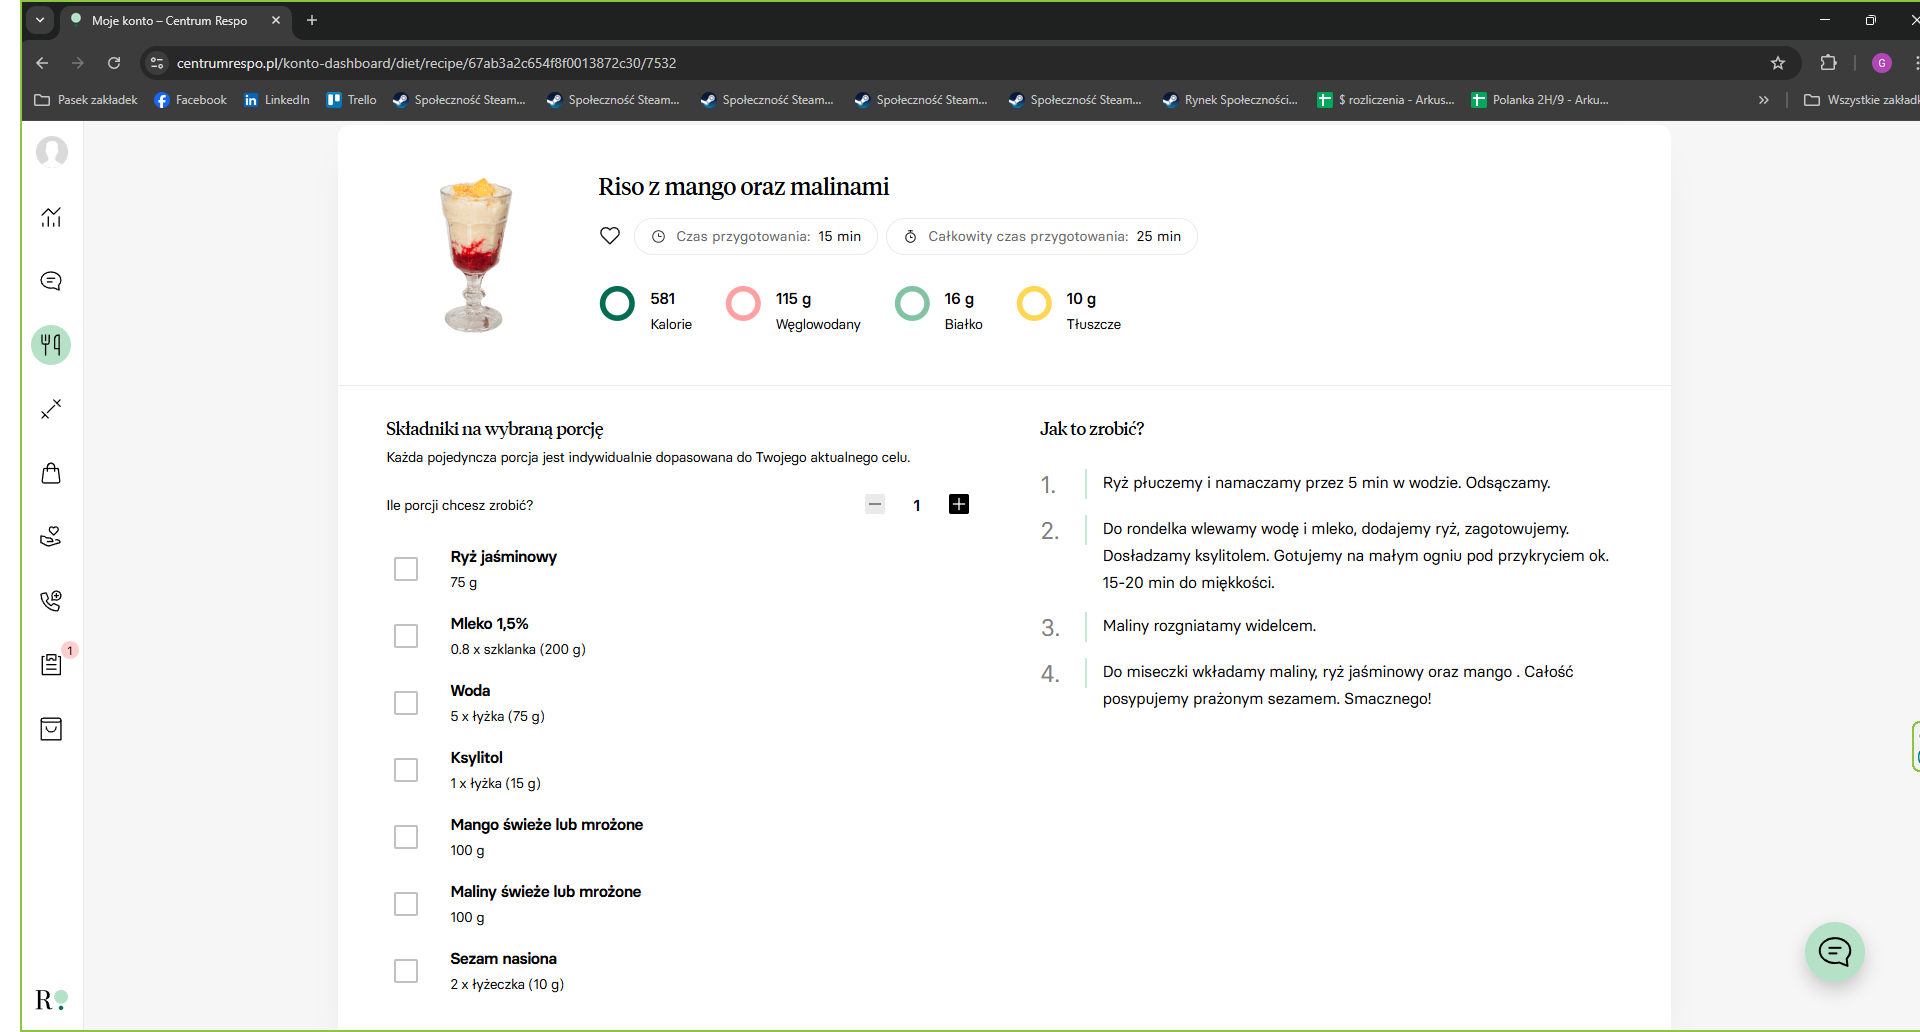 Moje konto – Centrum Respo
centrumrespo.pl/konto-dashboard/diet/recipe/67ab3a2c654f8f0013872c30/7532
G
Pasek zakładek
Facebook
LinkedIn
Trello
Społeczność Steam...
Społeczność Steam...
Społeczność Steam...
Społeczność Steam...
Społeczność Steam...
Rynek Społeczności...
$ rozliczenia - Arkus...
Polanka 2H/9 - Arku...
Wszystkie zakład
Riso z mango oraz malinami
Czas przygotowania: 15 min
Całkowity czas przygotowania: 25 min
581
Kalorie
115 g
Węglowodany
16 g
Białko
10 g
Tłuszcze
Składniki na wybraną porcję
Każda pojedyncza porcja jest indywidualnie dopasowana do Twojego aktualnego celu.
Ile porcji chcesz zrobić?
1
Ryż jaśminowy
75 g
Mleko 1,5%
0.8 x szklanka (200 g)
Woda
5 x łyżka (75 g)
Ksylitol
1 x łyżka (15 g)
Mango świeże lub mrożone
100 g
Maliny świeże lub mrożone
100 g
Sezam nasiona
2 x łyżeczka (10 g)
Jak to zrobić?
1. Ryż płuczemy i namaczamy przez 5 min w wodzie. Odsączamy.
2. Do rondelka wlewamy wodę i mleko, dodajemy ryż, zagotowujemy.
Dosładzamy ksylitolem. Gotujemy na małym ogniu pod przykryciem ok.
15-20 min do miękkości.
3. Maliny rozgniatamy widelcem.
4. Do miseczki wkładamy maliny, ryż jaśminowy oraz mango . Całość
posypujemy prażonym sezamem. Smacznego!
1
R